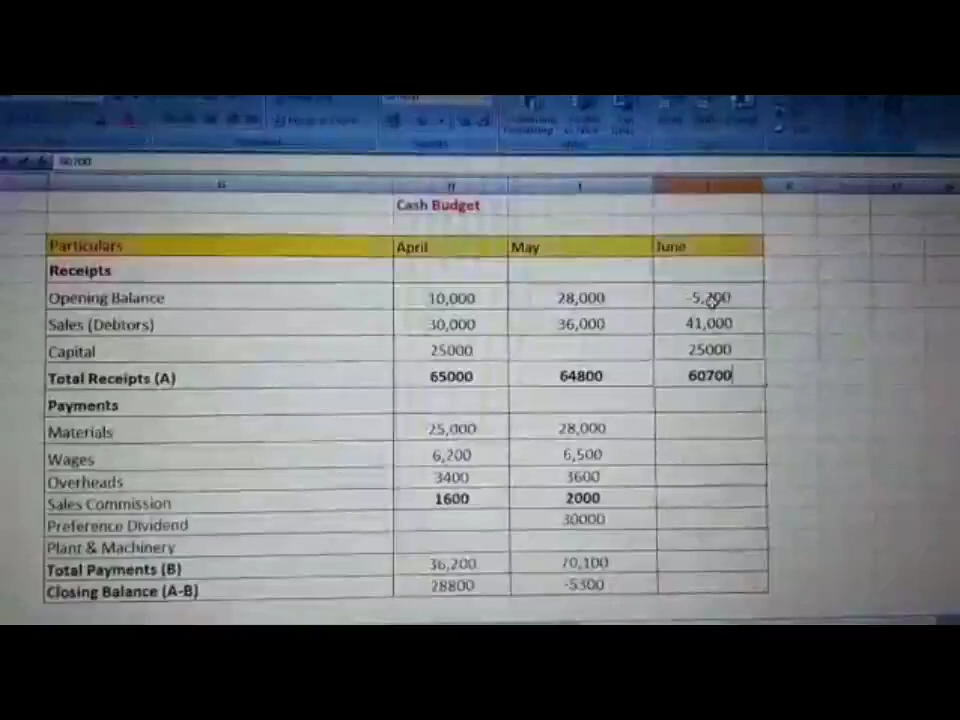 60700
Cash Budget
Particulars April May June
Receipts
Opening Balance 10,000 28,000
Sales (Debtors) 30,000 36,000 41,000
Capital 25000 25000
Total Receipts (A) 65000 64800 60700
Payments
Materials 25,000 28,000
Wages 6,200 6,500
Overheads 3400 3600
Sales Commission 1600 2000
Preference Dividend 30000
Plant & Machinery
Total Payments (B) 36,200 70,100
Closing Balance (A-B) 28800 -5300